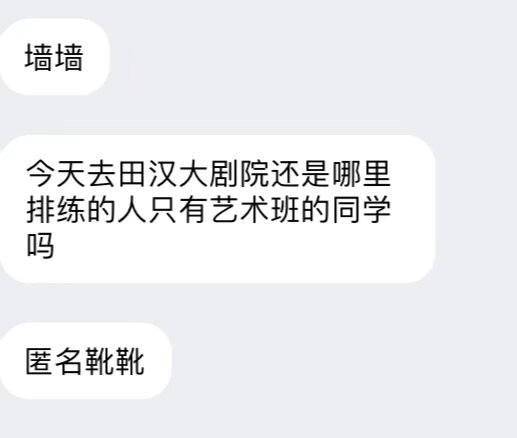 墙墙
今天去田汉大剧院还是哪里
排练的人只有艺术班的同学
吗
匿名靴靴